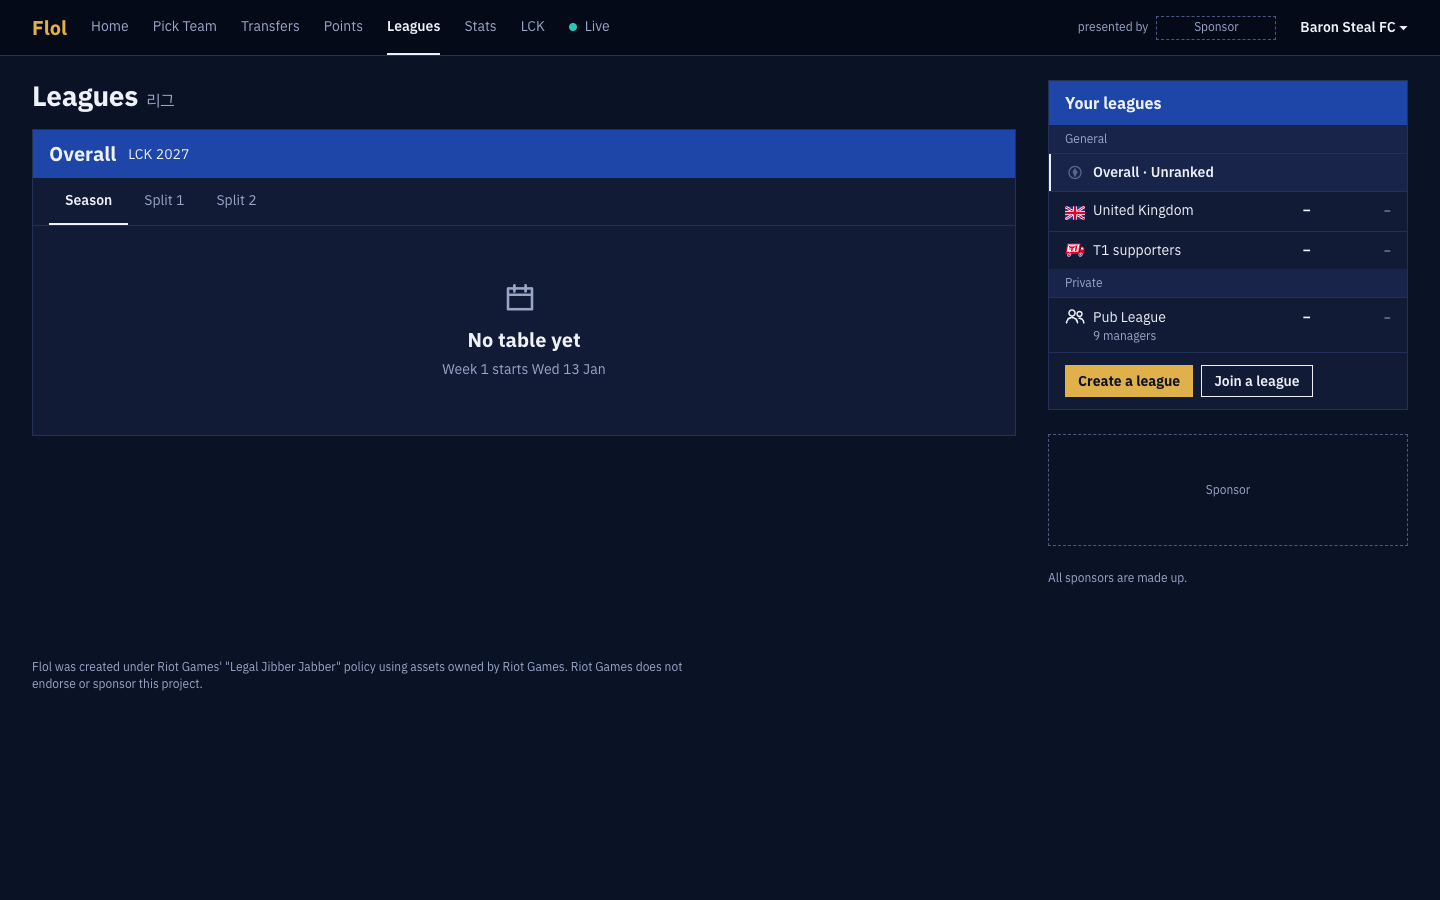 Flol Home Pick Team Transfers Points Leagues Stats LCK Live presented by Sponsor Baron Steal FC
Leagues 리그
Overall LCK 2027
Season Split 1 Split 2
No table yet
Week 1 starts Wed 13 Jan
Your leagues
General
Overall · Unranked
United Kingdom – –
T1 supporters – –
Private
Pub League – –
9 managers
Create a league Join a league
Sponsor
All sponsors are made up.
Flol was created under Riot Games' "Legal Jibber Jabber" policy using assets owned by Riot Games. Riot Games does not
endorse or sponsor this project.